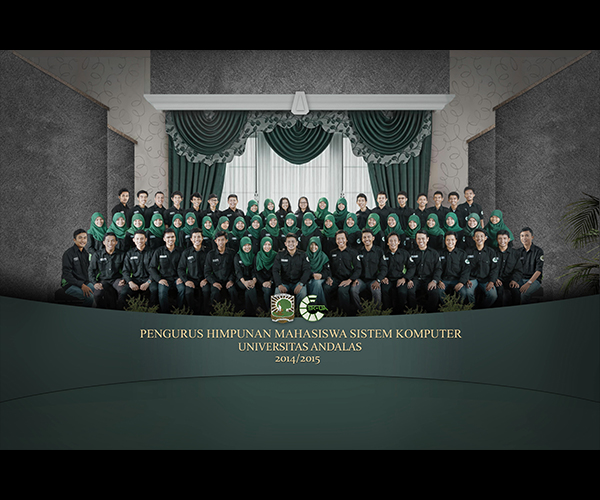 PENGURUS HIMPUNAN MAHASISWA SISTEM KOMPUTER
UNIVERSITAS ANDALAS
2014/2015